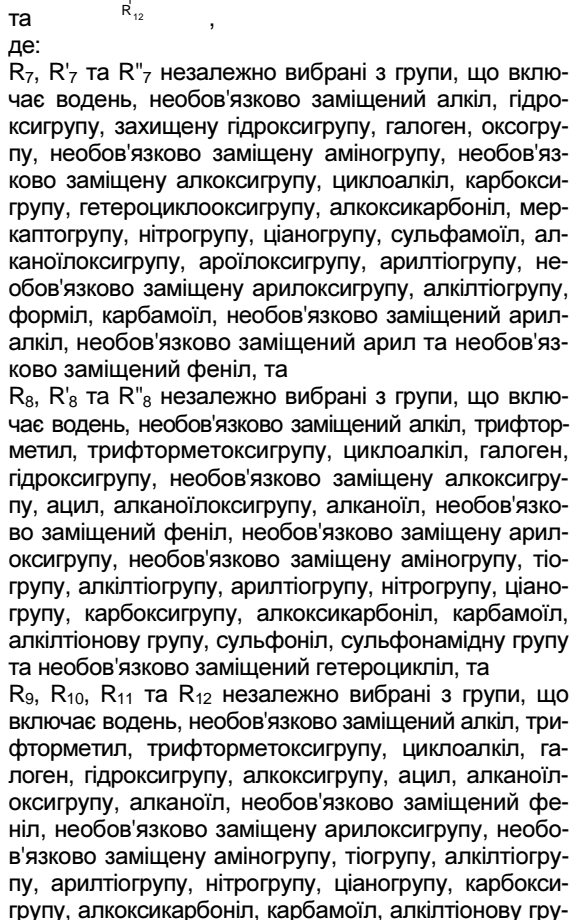 R₁₂
та ,
де:
R₇, R'₇ та R"₇ незалежно вибрані з групи, що вклю-
чає водень, необов'язково заміщений алкіл, гідро-
ксигрупу, захищену гідроксигрупу, галоген, оксогру-
пу, необов'язково заміщену аміногрупу, необов'яз-
ково заміщену алкоксигрупу, циклоалкіл, карбокси-
групу, гетероциклооксигрупу, алкоксикарбоніл, мер-
каптогрупу, нітрогрупу, ціаногрупу, сульфамоїл, ал-
каноїлоксигрупу, ароїлоксигрупу, арилтіогрупу, не-
обов'язково заміщену арилоксигрупу, алкілтіогрупу,
форміл, карбамоїл, необов'язково заміщений арил-
алкіл, необов'язково заміщений арил та необов'яз-
ково заміщений феніл, та
R₈, R'₈ та R"₈ незалежно вибрані з групи, що вклю-
чає водень, необов'язково заміщений алкіл, трифтор-
метил, трифторметоксигрупу, циклоалкіл, галоген,
гідроксигрупу, необов'язково заміщену алкоксигру-
пу, ацил, алканоїлоксигрупу, алканоїл, необов'язко-
во заміщений феніл, необов'язково заміщену арил-
оксигрупу, необов'язково заміщену аміногрупу, тіо-
групу, алкілтіогрупу, арилтіогрупу, нітрогрупу, ціано-
групу, карбоксигрупу, алкоксикарбоніл, карбамоїл,
алкілтіонову групу, сульфоніл, сульфонамідну групу
та необов'язково заміщений гетероцикліл, та
R₉, R₁₀, R₁₁ та R₁₂ незалежно вибрані з групи, що
включає водень, необов'язково заміщений алкіл, три-
фторметил, трифторметоксигрупу, циклоалкіл, га-
логен, гідроксигрупу, алкоксигрупу, ацил, алканоїл-
оксигрупу, алканоїл, необов'язково заміщений фе-
ніл, необов'язково заміщену арилоксигрупу, необо-
в'язково заміщену аміногрупу, тіогрупу, алкілтіогру-
пу, арилтіогрупу, нітрогрупу, ціаногрупу, карбокси-
групу, алкоксикарбоніл, карбамоїл, алкілтіонову гру-